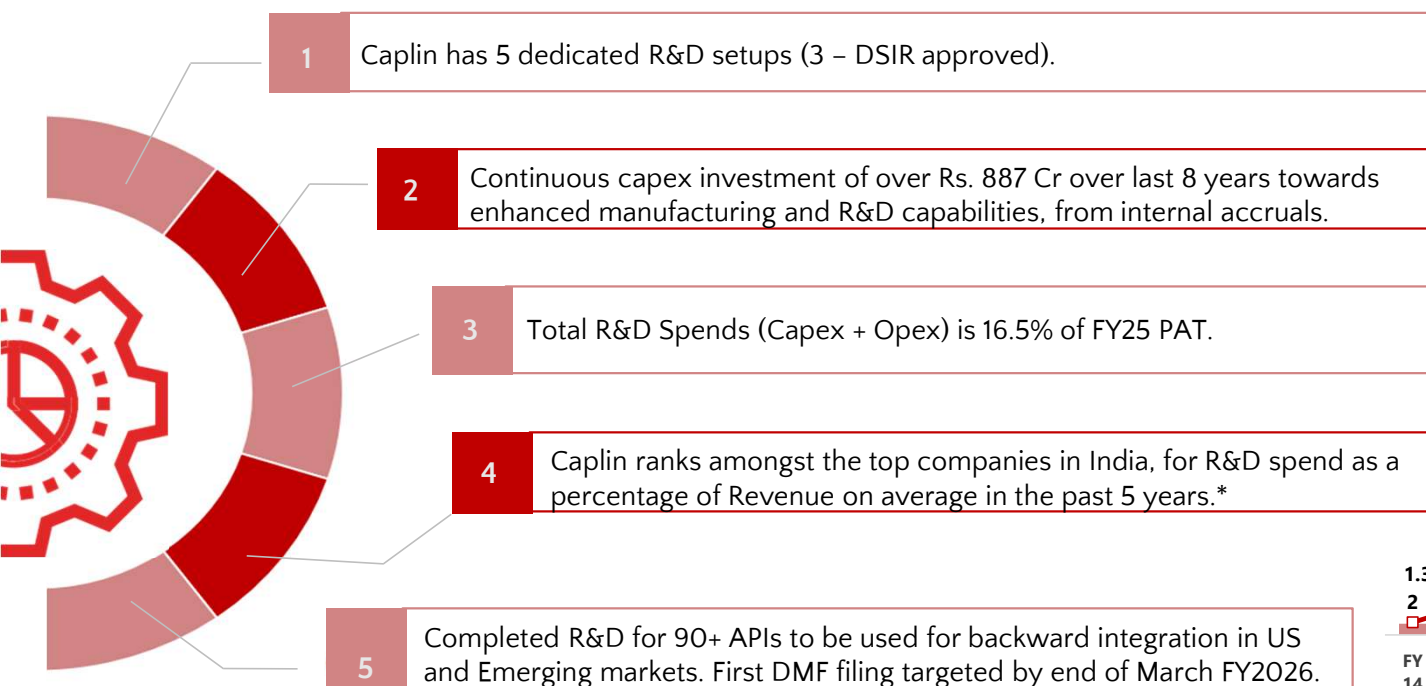 1
Caplin has 5 dedicated R&D setups (3 – DSIR approved).
2
Continuous capex investment of over Rs. 887 Cr over last 8 years towards
enhanced manufacturing and R&D capabilities, from internal accruals.
3
Total R&D Spends (Capex + Opex) is 16.5% of FY25 PAT.
4
Caplin ranks amongst the top companies in India, for R&D spend as a
percentage of Revenue on average in the past 5 years.*
5
Completed R&D for 90+ APIs to be used for backward integration in US
and Emerging markets. First DMF filing targeted by end of March FY2026.
2
FY